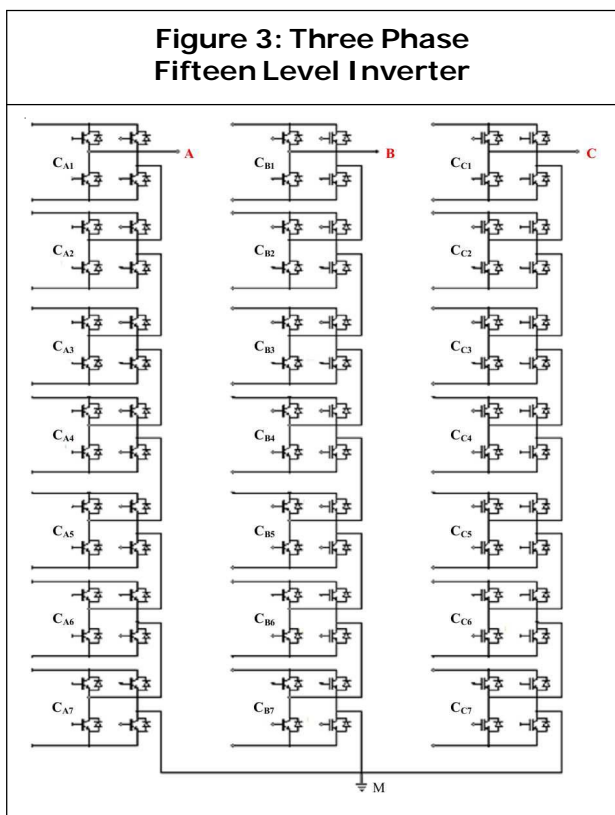 Figure 3: Three Phase
Fifteen Level Inverter
A B C
CA1 CB1 CC1
CA2 CB2 CC2
CA3 CB3 CC3
CA4 CB4 CC4
CA5 CB5 CC5
CA6 CB6 CC6
CA7 CB7 CC7
M